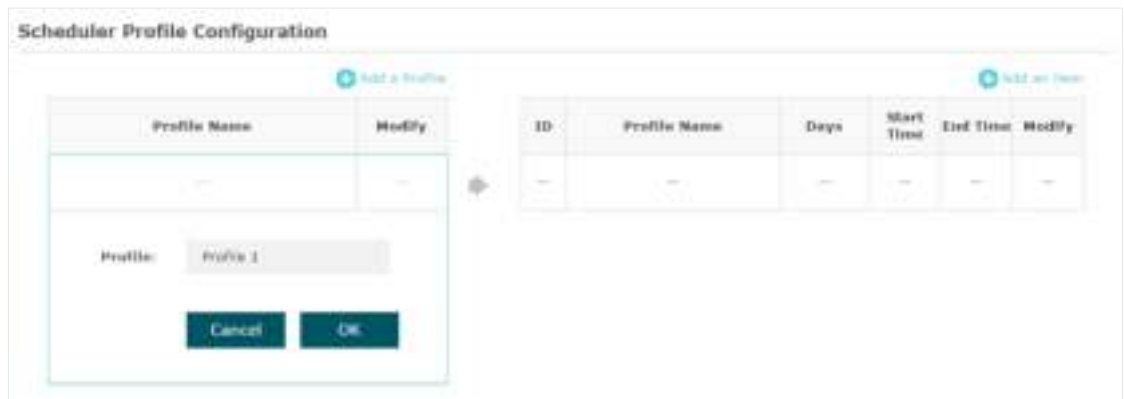 Scheduler Profile Configuration
Add a Profile
Add an Item
Profile Name Modify
ID Profile Name Days Start Time End Time Modify
-- --
-- -- -- -- -- --
Profile: Profile 1
Cancel OK